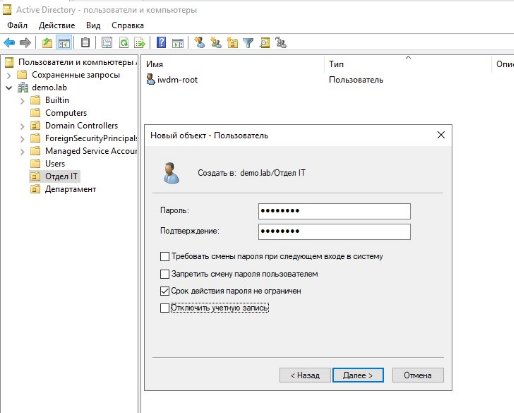 Active Directory - пользователи и компьютеры
Файл Действие Вид Справка
Пользователи и компьютеры A
Сохраненные запросы
demo.lab
Builtin
Computers
Domain Controllers
ForeignSecurityPrincipals
Managed Service Accour
Users
Отдел IT
Департамент
Имя Тип Опис
iwdm-root Пользователь
Новый объект - Пользователь
Создать в: demo.lab/Отдел IT
Пароль: ●●●●●●●●
Подтверждение: ●●●●●●●●
Требовать смены пароля при следующем входе в систему
Запретить смену пароля пользователем
Срок действия пароля не ограничен
Отключить учетную запись
< Назад Далее > Отмена